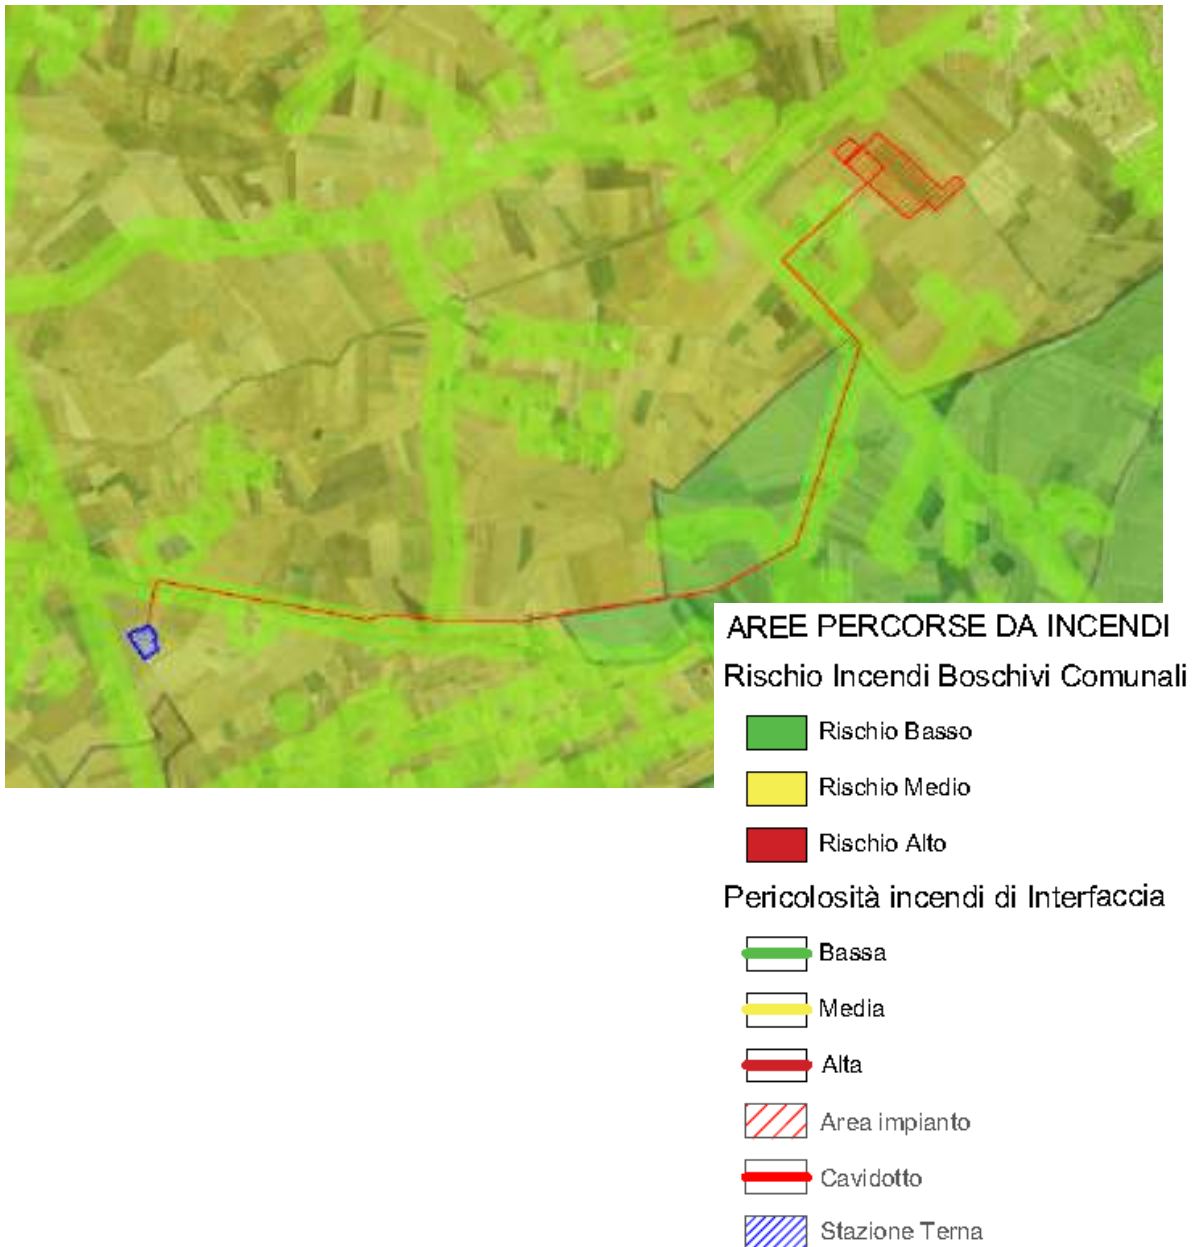 AREE PERCORSE DA INCENDI
Rischio Incendi Boschivi Comunali
Rischio Basso
Rischio Medio
Rischio Alto
Pericolosità incendi di Interfaccia
Bassa
Media
Alta
Area impianto
Cavidotto
Stazione Terna